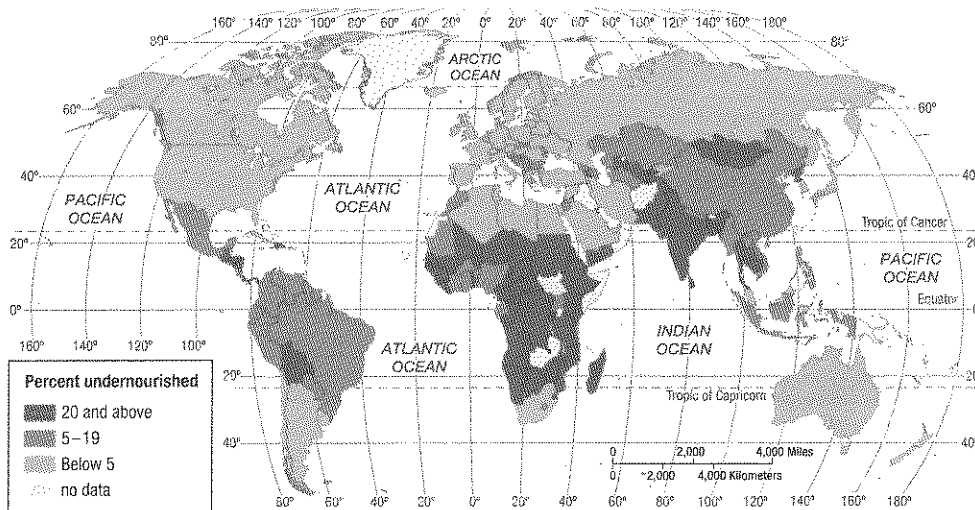 160° 140° 120° 100° 80° 60° 40° 20° 0° 20° 40° 60° 80° 100° 120° 140° 160° 180°
80° 80°
ARCTIC
OCEAN
60° 60°
40° 40
PACIFIC
OCEAN
ATLANTIC
OCEAN
Tropic of Cancer
20° 20
PACIFIC
OCEAN
Equator
0° 0
160° 140° 120° 100°
ATLANTIC
OCEAN
INDIAN
OCEAN
20° 20
Tropic of Capricorn
40° 40
Percent undernourished
20 and above
5–19
Below 5
no data
0 2,000 4,000 Miles
0 2,000 4,000 Kilometers
80° 60° 40° 20° 0° 20° 40° 60° 80° 100° 120° 140° 160° 180°